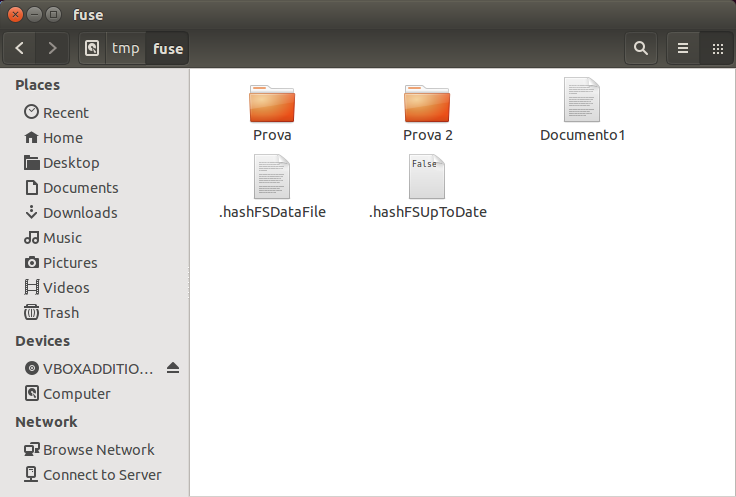 fuse
tmp
fuse
Places
Recent
Home
Desktop
Documents
Downloads
Music
Pictures
Videos
Trash
Devices
VBOXADDITIO...
Computer
Network
Browse Network
Connect to Server
Prova
Prova 2
Documento1
False
.hashFSDataFile
.hashFSUpToDate